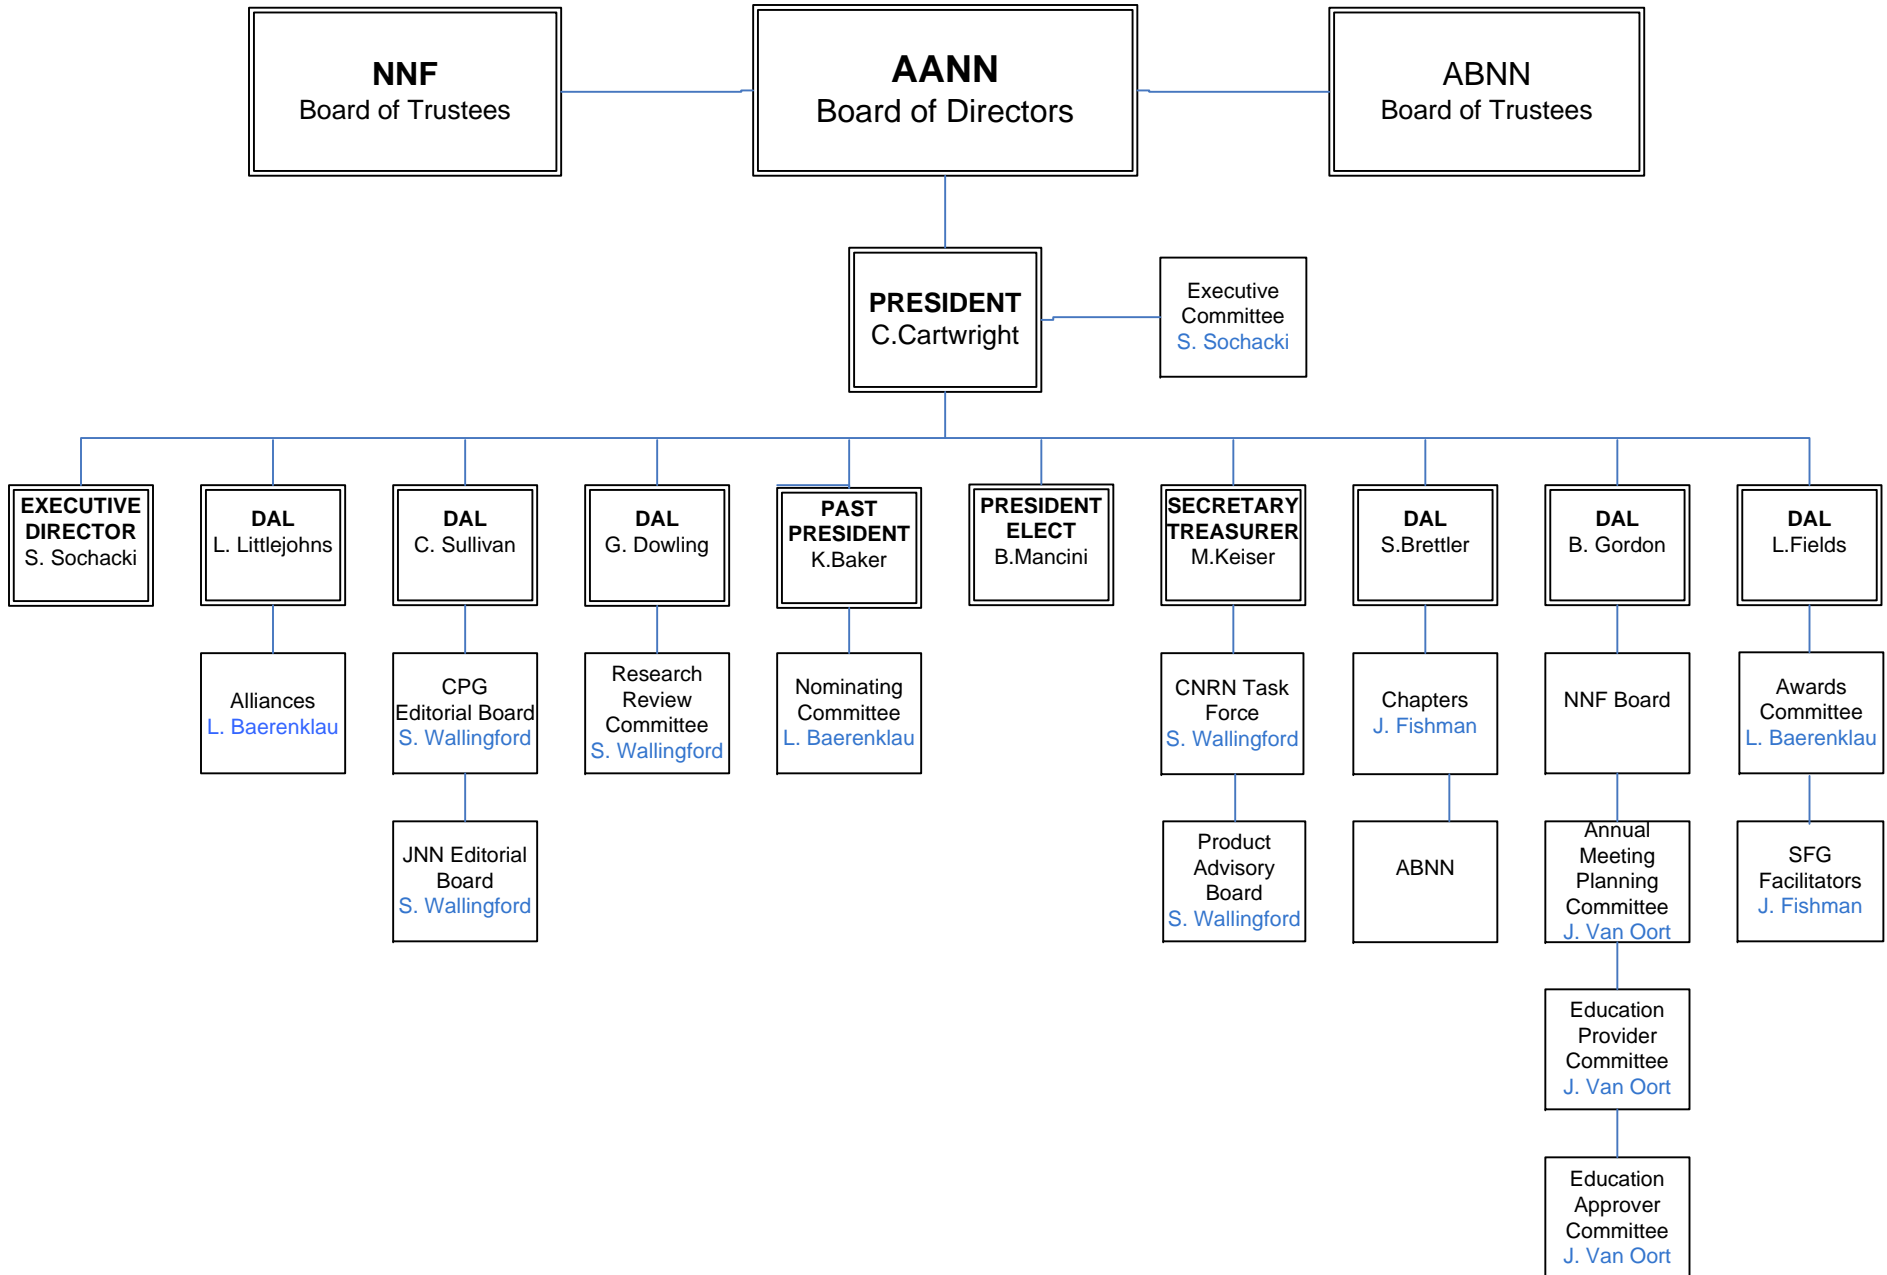 NNF
Board of Trustees
AANN
Board of Directors
ABNN
Board of Trustees
PRESIDENT
C.Cartwright
Executive
Committee
S. Sochacki
EXECUTIVE
DIRECTOR
S. Sochacki
DAL
L. Littlejohns
DAL
C. Sullivan
DAL
G. Dowling
PAST
PRESIDENT
K.Baker
PRESIDENT
ELECT
B.Mancini
SECRETARY
TREASURER
M.Keiser
DAL
S.Brettler
DAL
B. Gordon
DAL
L.Fields
Alliances
L. Baerenklau
CPG
Editorial Board
S. Wallingford
Research
Review
Committee
S. Wallingford
Nominating
Committee
L. Baerenklau
CNRN Task
Force
S. Wallingford
Chapters
J. Fishman
NNF Board
Awards
Committee
L. Baerenklau
JNN Editorial
Board
S. Wallingford
Product
Advisory
Board
S. Wallingford
ABNN
Annual
Meeting
Planning
Committee
J. Van Oort
SFG
Facilitators
J. Fishman
Education
Provider
Committee
J. Van Oort
Education
Approver
Committee
J. Van Oort